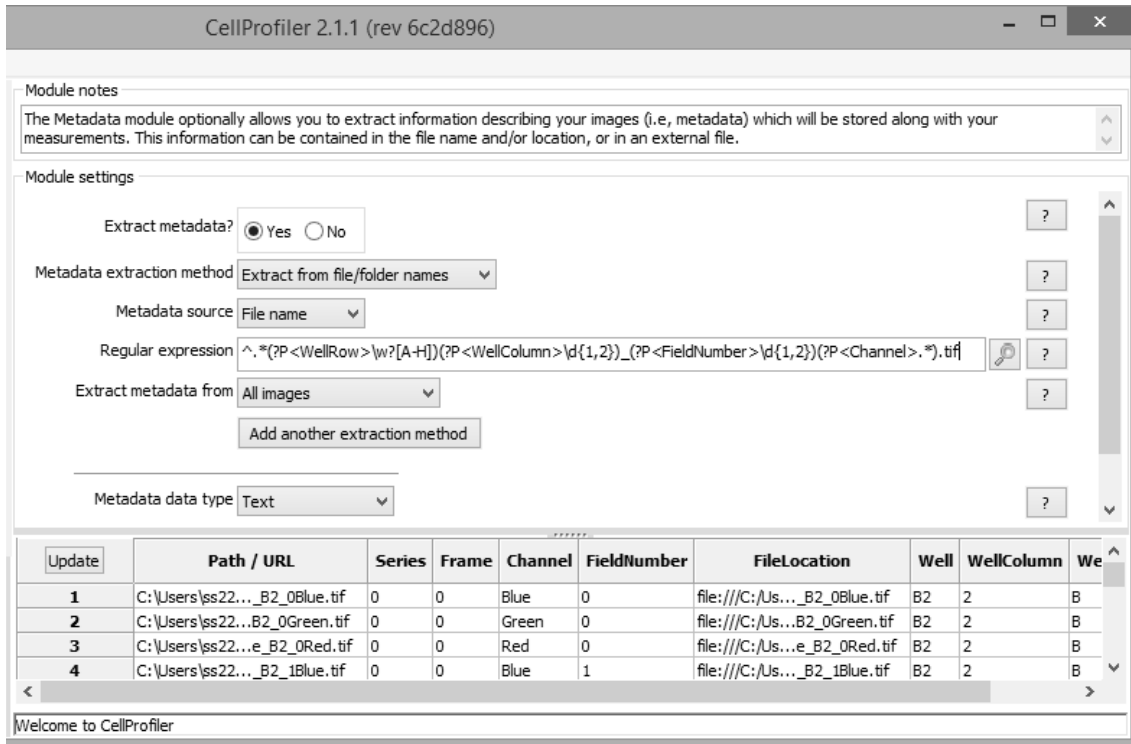 CellProfiler 2.1.1 (rev 6c2d896)
Module notes
The Metadata module optionally allows you to extract information describing your images (i.e, metadata) which will be stored along with your
measurements. This information can be contained in the file name and/or location, or in an external file.
Module settings
Extract metadata? Yes No ?
Metadata extraction method Extract from file/folder names ?
Metadata source File name ?
Regular expression ^.*(?P<WellRow>\w?[A-H])(?P<WellColumn>\d{1,2})_(?P<FieldNumber>\d{1,2})(?P<Channel>.*).tif ?
Extract metadata from All images ?
Add another extraction method
Metadata data type Text ?
Update Path / URL Series Frame Channel FieldNumber FileLocation Well WellColumn We
1 C:\Users\ss22..._B2_0Blue.tif 0 0 Blue 0 file:///C:/Us..._B2_0Blue.tif B2 2 B
2 C:\Users\ss22...B2_0Green.tif 0 0 Green 0 file:///C:/Us...B2_0Green.tif B2 2 B
3 C:\Users\ss22...e_B2_0Red.tif 0 0 Red 0 file:///C:/Us...e_B2_0Red.tif B2 2 B
4 C:\Users\ss22..._B2_1Blue.tif 0 0 Blue 1 file:///C:/Us..._B2_1Blue.tif B2 2 B
Welcome to CellProfiler